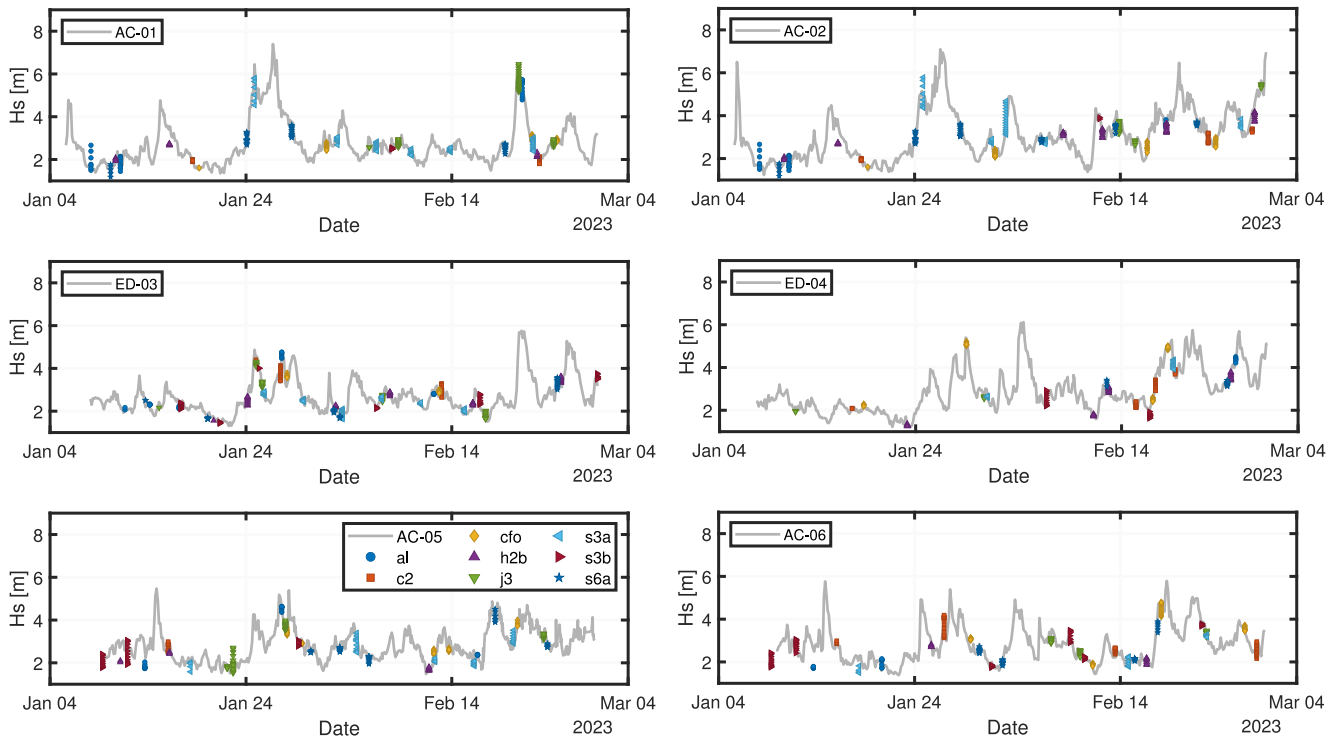 AC-01
8
6
4
2
Hs [m]
Jan 04
Jan 24
Feb 14
Mar 04
Date
2023
AC-02
8
6
4
2
Hs [m]
Jan 04
Jan 24
Feb 14
Mar 04
Date
2023
ED-03
8
6
4
2
Hs [m]
Jan 04
Jan 24
Feb 14
Mar 04
Date
2023
ED-04
8
6
4
2
Hs [m]
Jan 04
Jan 24
Feb 14
Mar 04
Date
2023
AC-05 cfo s3a
al h2b s3b
c2 j3 s6a
8
6
4
2
Hs [m]
Jan 04
Jan 24
Feb 14
Mar 04
Date
2023
AC-06
8
6
4
2
Hs [m]
Jan 04
Jan 24
Feb 14
Mar 04
Date
2023